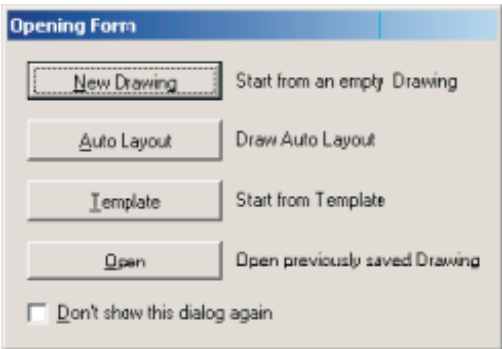 Opening Form
New Drawing Start from an empty Drawing
Auto Layout Draw Auto Layout
Template Start from Template
Open Open previously saved Drawing
Don't show this dialog again